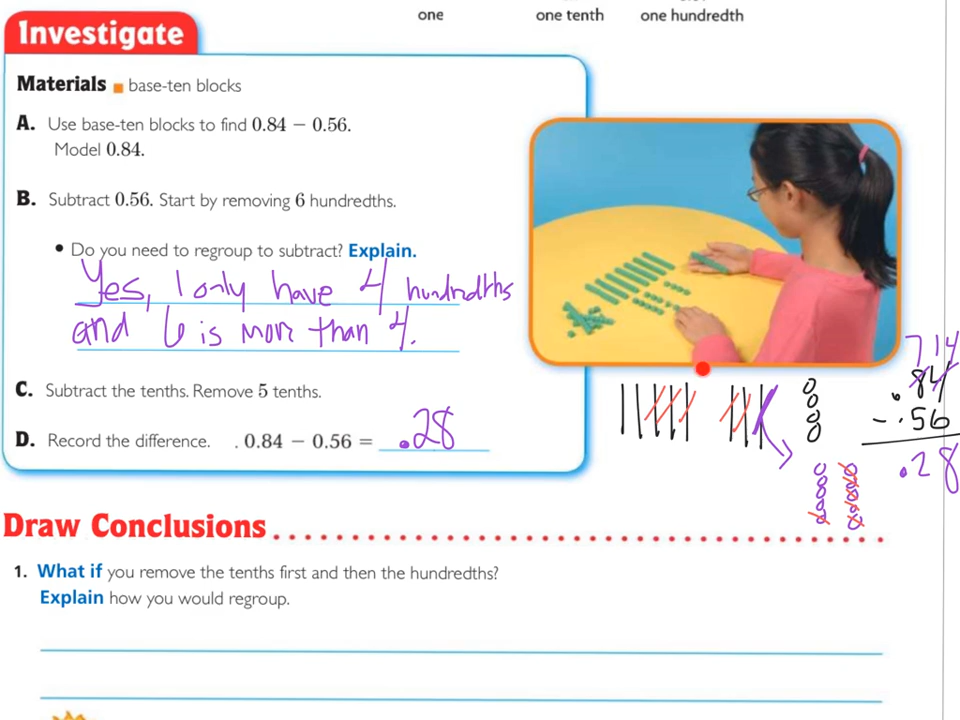 one one tenth one hundredth
Investigate
Materials ■ base-ten blocks
A. Use base-ten blocks to find 0.84 − 0.56.
Model 0.84.
B. Subtract 0.56. Start by removing 6 hundredths.
• Do you need to regroup to subtract? Explain.
Yes, I only have 4 hundredths
and 6 is more than 4.
C. Subtract the tenths. Remove 5 tenths.
D. Record the difference. . 0.84 − 0.56 = .28
7 14
.84
- .56
.28
Draw Conclusions
1. What if you remove the tenths first and then the hundredths?
Explain how you would regroup.